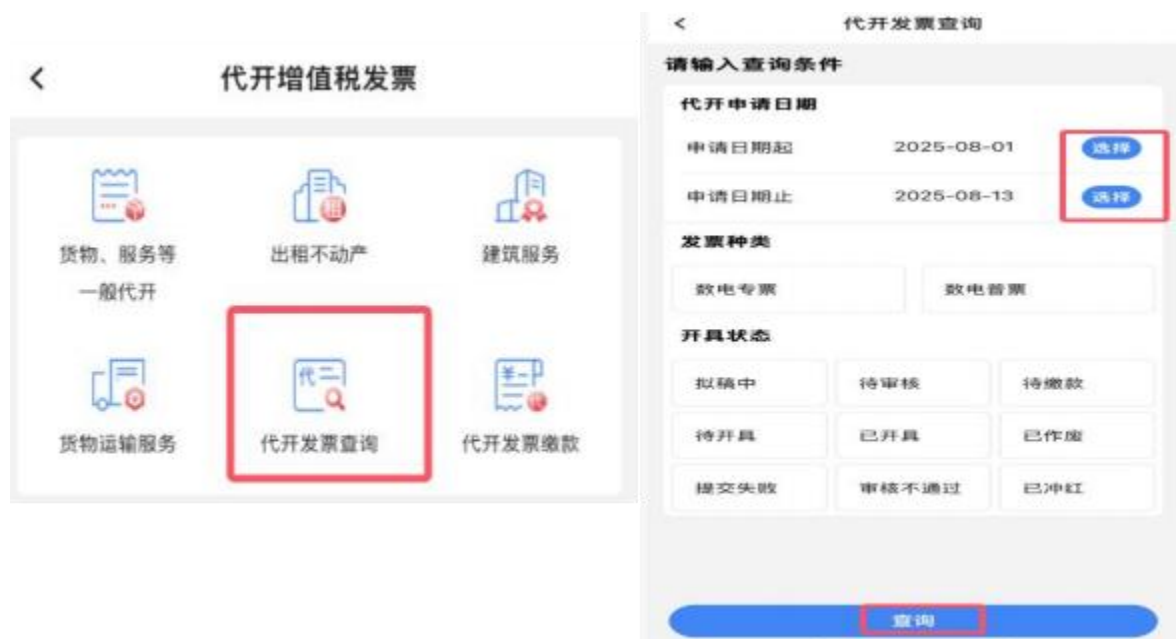 代开增值税发票
货物、服务等
一般代开
出租不动产
建筑服务
货物运输服务
代开发票查询
代开发票缴款
代开发票查询
请输入查询条件
代开申请日期
申请日期起 2025-08-01 选择
申请日期止 2025-08-13 选择
发票种类
数电专票 数电普票
开具状态
拟稿中 待审核 待缴款
待开具 已开具 已作废
提交失败 审核不通过 已冲红
查询